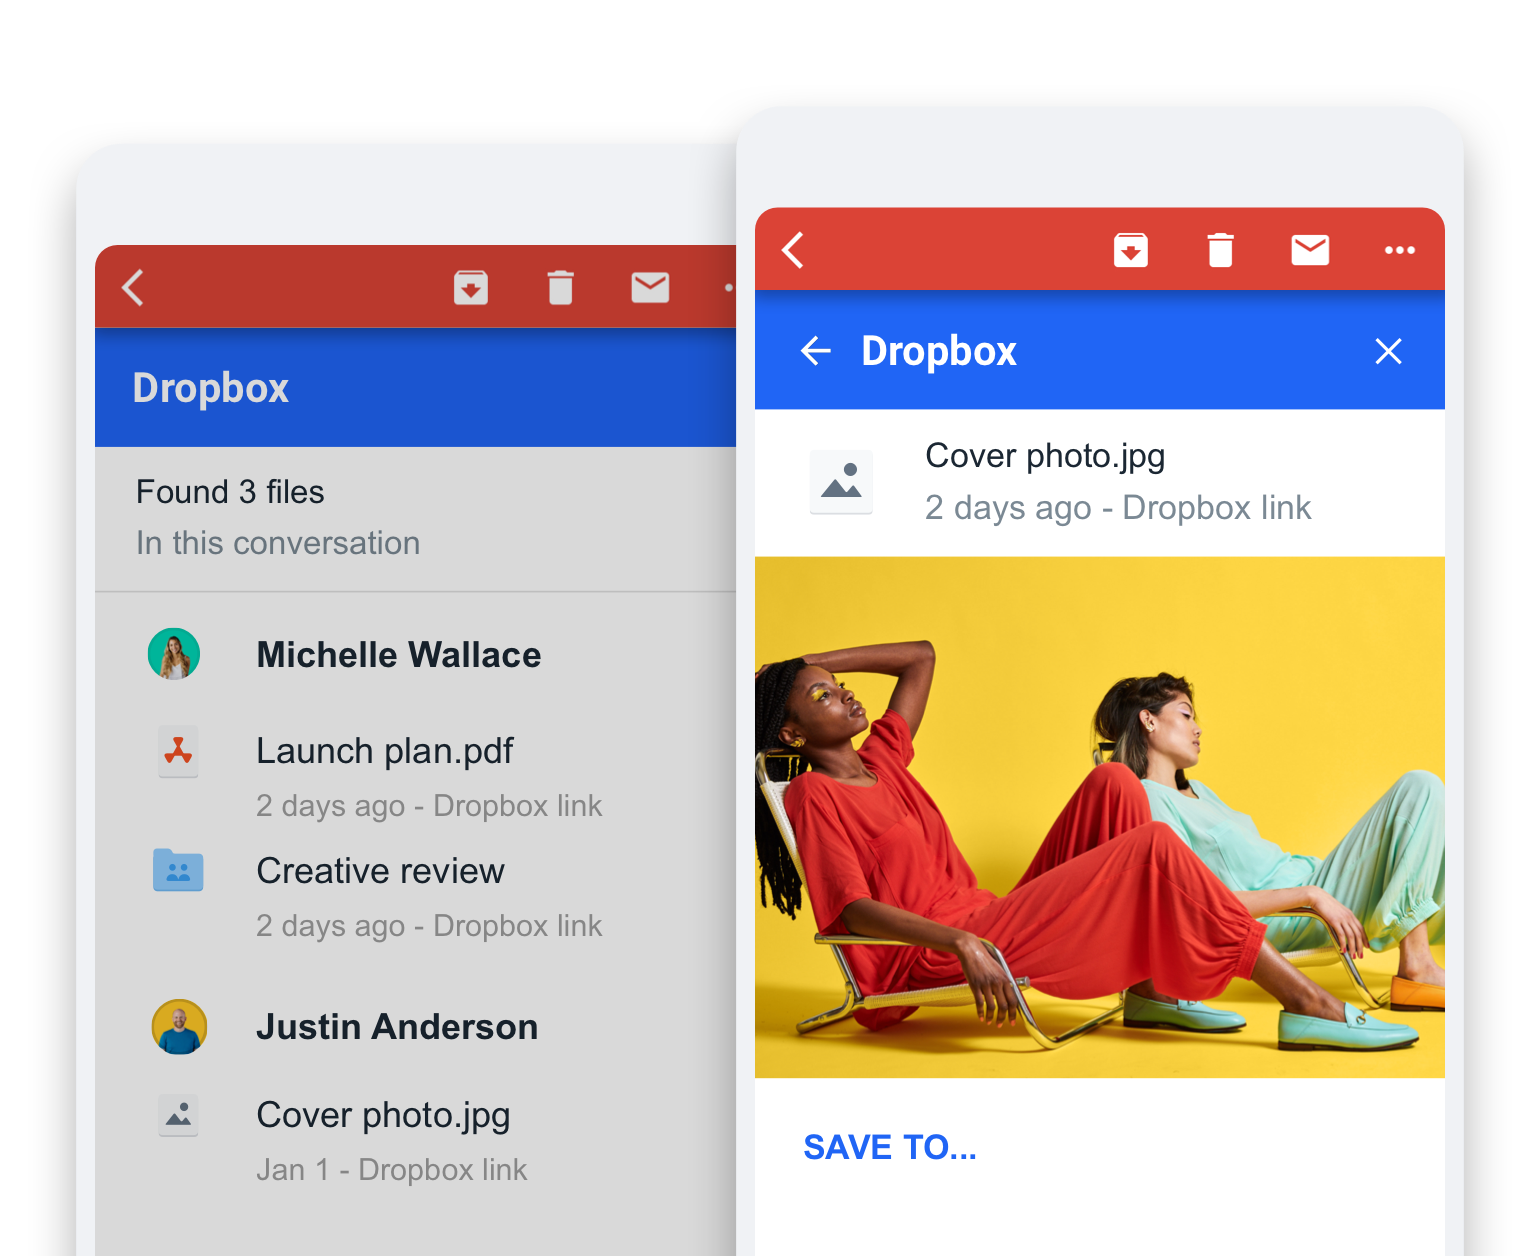 Dropbox
Found 3 files
In this conversation
Michelle Wallace
Launch plan.pdf
2 days ago - Dropbox link
Creative review
2 days ago - Dropbox link
Justin Anderson
Cover photo.jpg
Jan 1 - Dropbox link
Dropbox
Cover photo.jpg
2 days ago - Dropbox link
SAVE TO...